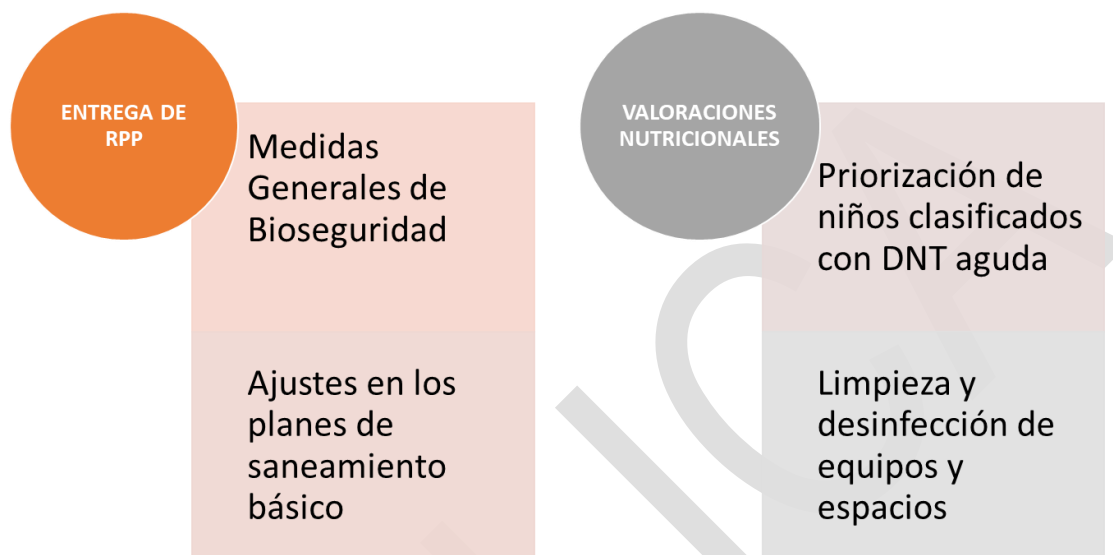 ENTREGA DE
RPP
Medidas
Generales de
Bioseguridad
Ajustes en los
planes de
saneamiento
básico
VALORACIONES
NUTRICIONALES
Priorización de
niños clasificados
con DNT aguda
Limpieza y
desinfección de
equipos y
espacios